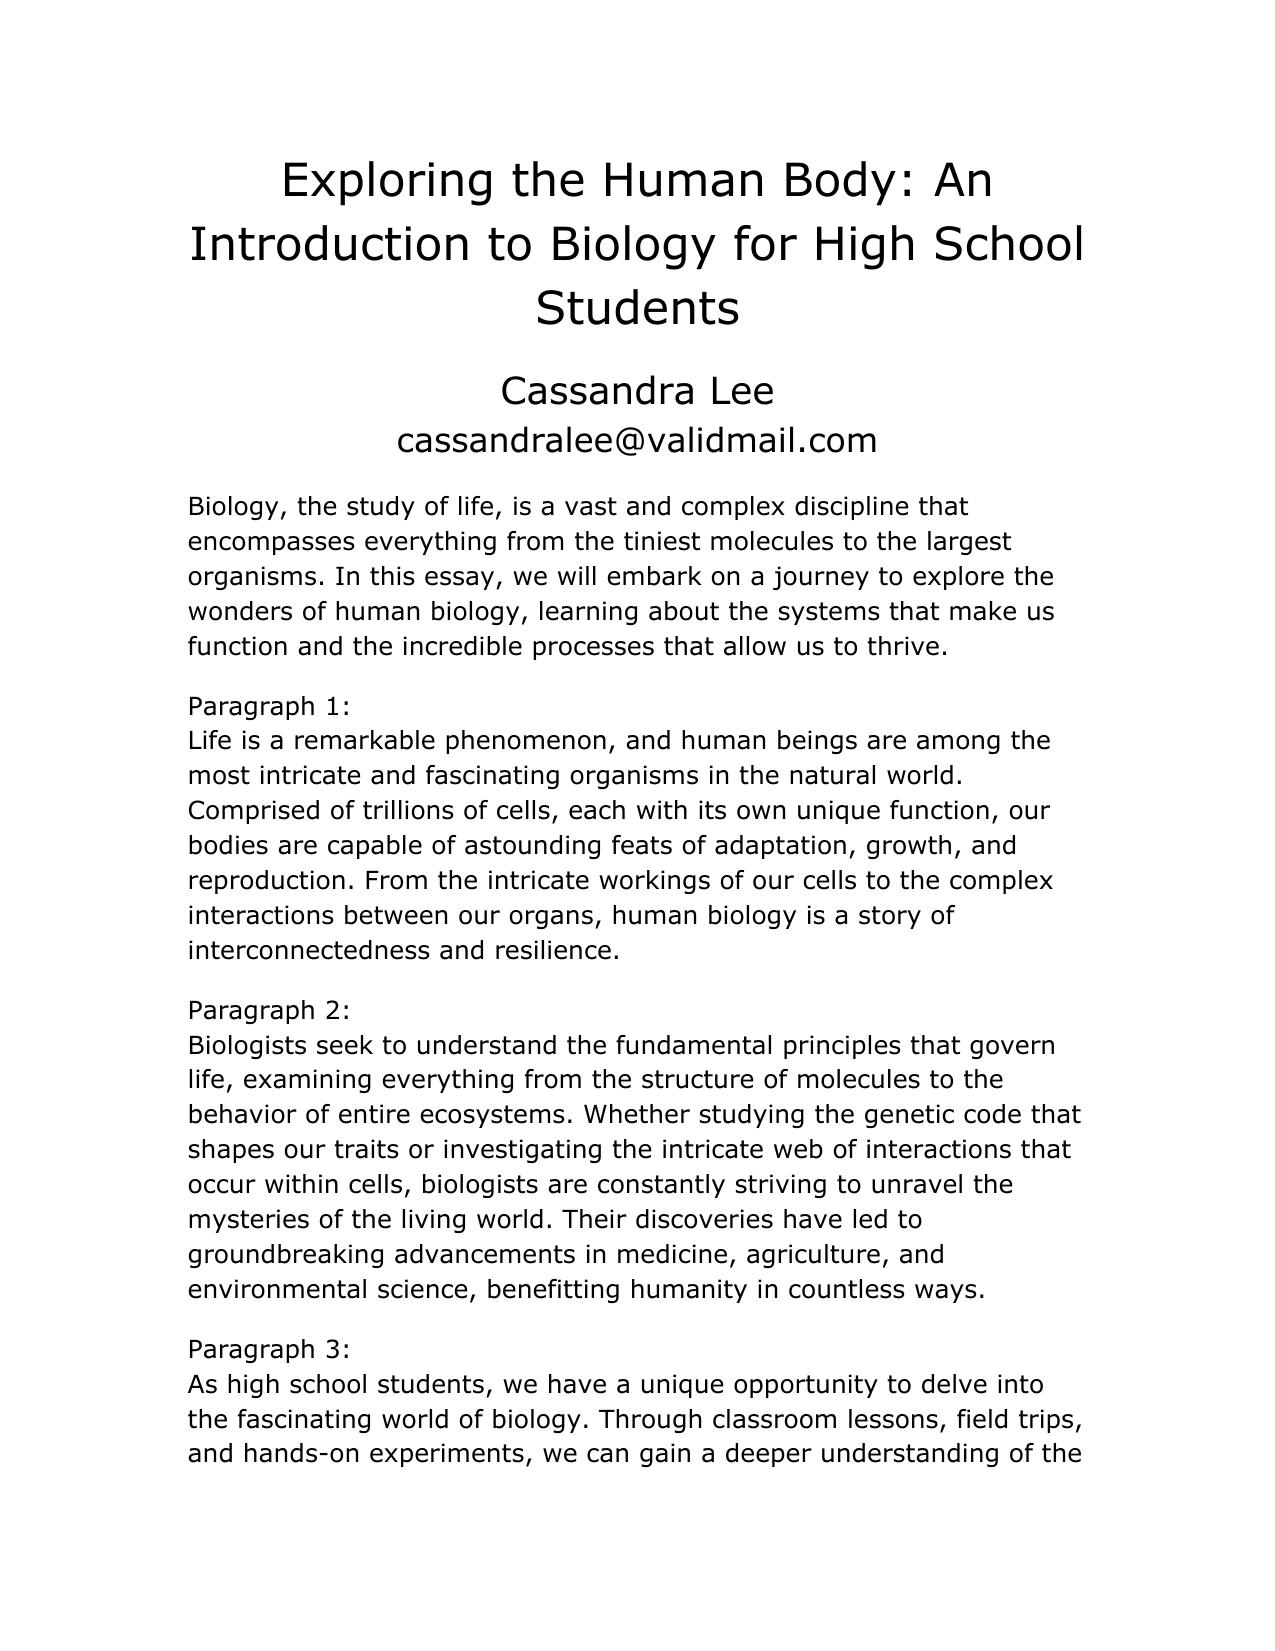 Exploring the Human Body: An
Introduction to Biology for High School
Students
Cassandra Lee
cassandralee@validmail.com
Biology, the study of life, is a vast and complex discipline that
encompasses everything from the tiniest molecules to the largest
organisms. In this essay, we will embark on a journey to explore the
wonders of human biology, learning about the systems that make us
function and the incredible processes that allow us to thrive.
Paragraph 1:
Life is a remarkable phenomenon, and human beings are among the
most intricate and fascinating organisms in the natural world.
Comprised of trillions of cells, each with its own unique function, our
bodies are capable of astounding feats of adaptation, growth, and
reproduction. From the intricate workings of our cells to the complex
interactions between our organs, human biology is a story of
interconnectedness and resilience.
Paragraph 2:
Biologists seek to understand the fundamental principles that govern
life, examining everything from the structure of molecules to the
behavior of entire ecosystems. Whether studying the genetic code that
shapes our traits or investigating the intricate web of interactions that
occur within cells, biologists are constantly striving to unravel the
mysteries of the living world. Their discoveries have led to
groundbreaking advancements in medicine, agriculture, and
environmental science, benefitting humanity in countless ways.
Paragraph 3:
As high school students, we have a unique opportunity to delve into
the fascinating world of biology. Through classroom lessons, field trips,
and hands-on experiments, we can gain a deeper understanding of the